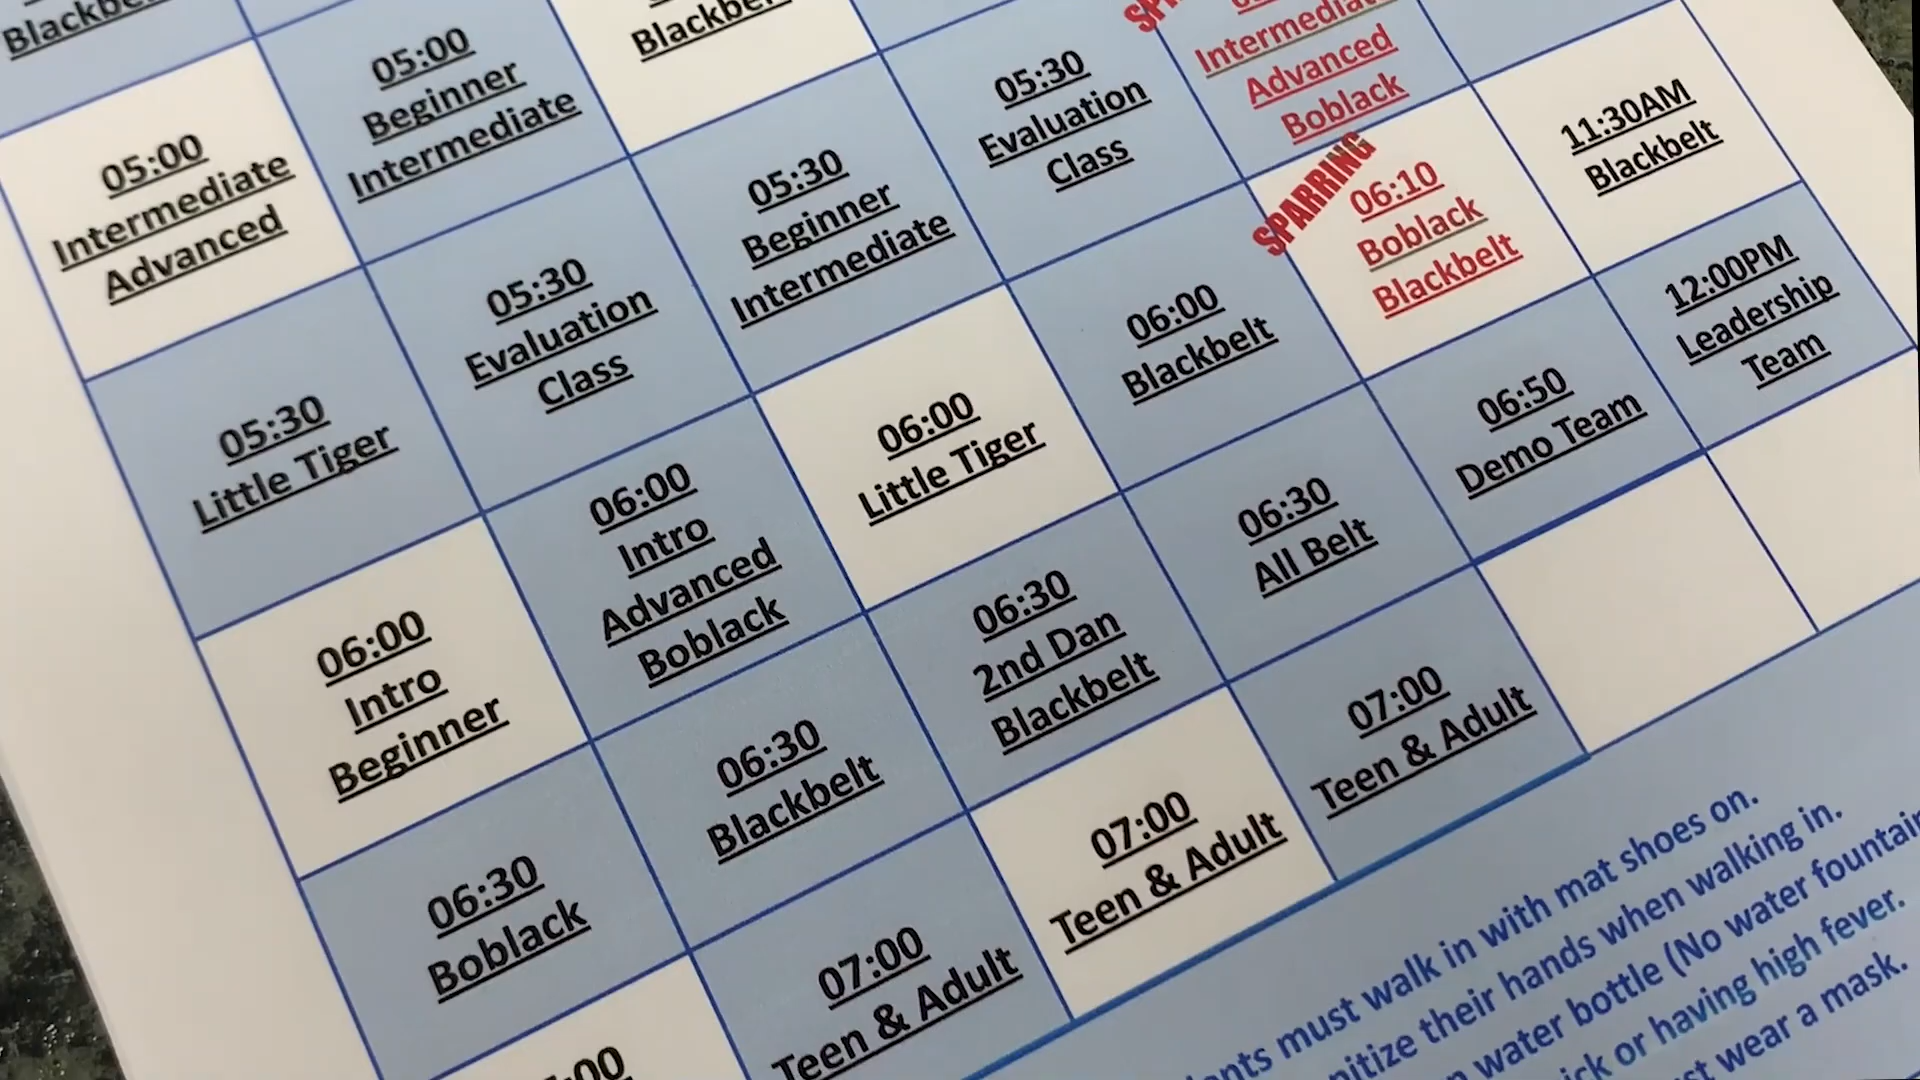 Blackbelt
05:00
Intermediate
Advanced
05:30
Little Tiger
06:00
Intro
Beginner
06:30
Boblack
05:00
Beginner
Intermediate
05:30
Evaluation
Class
06:00
Intro
Advanced
Boblack
06:30
Blackbelt
07:00
Teen & Adult
Blackbelt
05:30
Beginner
Intermediate
06:00
Little Tiger
06:30
2nd Dan
Blackbelt
07:00
Teen & Adult
05:30
Evaluation
Class
06:00
Blackbelt
06:30
All Belt
07:00
Teen & Adult
Intermediate
Advanced
Boblack
SPARRING
06:10
Boblack
Blackbelt
06:50
Demo Team
11:30AM
Blackbelt
12:00PM
Leadership
Team
must walk in with mat shoes on.
their hands when walking in.
water bottle (No water fountain
or having high fever.
wear a mask.